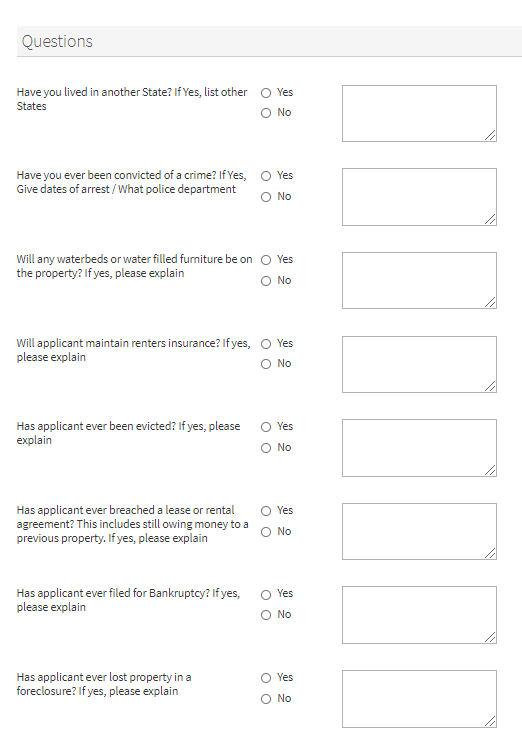 Questions
Have you lived in another State? If Yes, list other
States
Yes
No
Have you ever been convicted of a crime? If Yes,
Give dates of arrest / What police department
Yes
No
Will any waterbeds or water filled furniture be on
the property? If yes, please explain
Yes
No
Will applicant maintain renters insurance? If yes,
please explain
Yes
No
Has applicant ever been evicted? If yes, please
explain
Yes
No
Has applicant ever breached a lease or rental
agreement? This includes still owing money to a
previous property. If yes, please explain
Yes
No
Has applicant ever filed for Bankruptcy? If yes,
please explain
Yes
No
Has applicant ever lost property in a
foreclosure? If yes, please explain
Yes
No